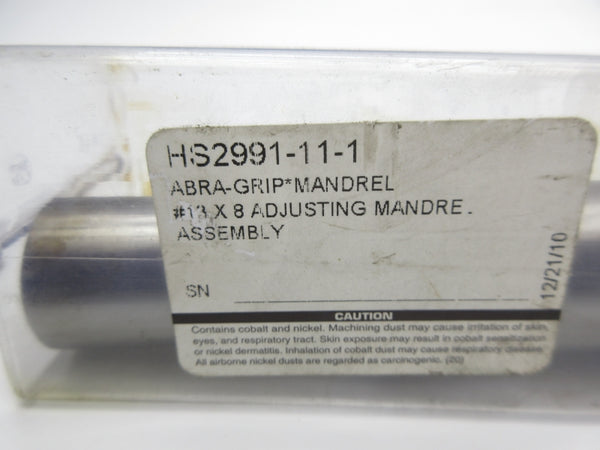 HS2991-11-1
ABRA-GRIP*MANDREL
#13 X 8 ADJUSTING MANDREL
ASSEMBLY
SN
12/21/10
CAUTION
Contains cobalt and nickel. Machining dust may cause irritation of skin,
eyes, and respiratory tract. Skin exposure may result in cobalt sensitization
or nickel dermatitis. Inhalation of cobalt dust may cause respiratory disease.
All airborne nickel dusts are regarded as carcinogenic. (20)